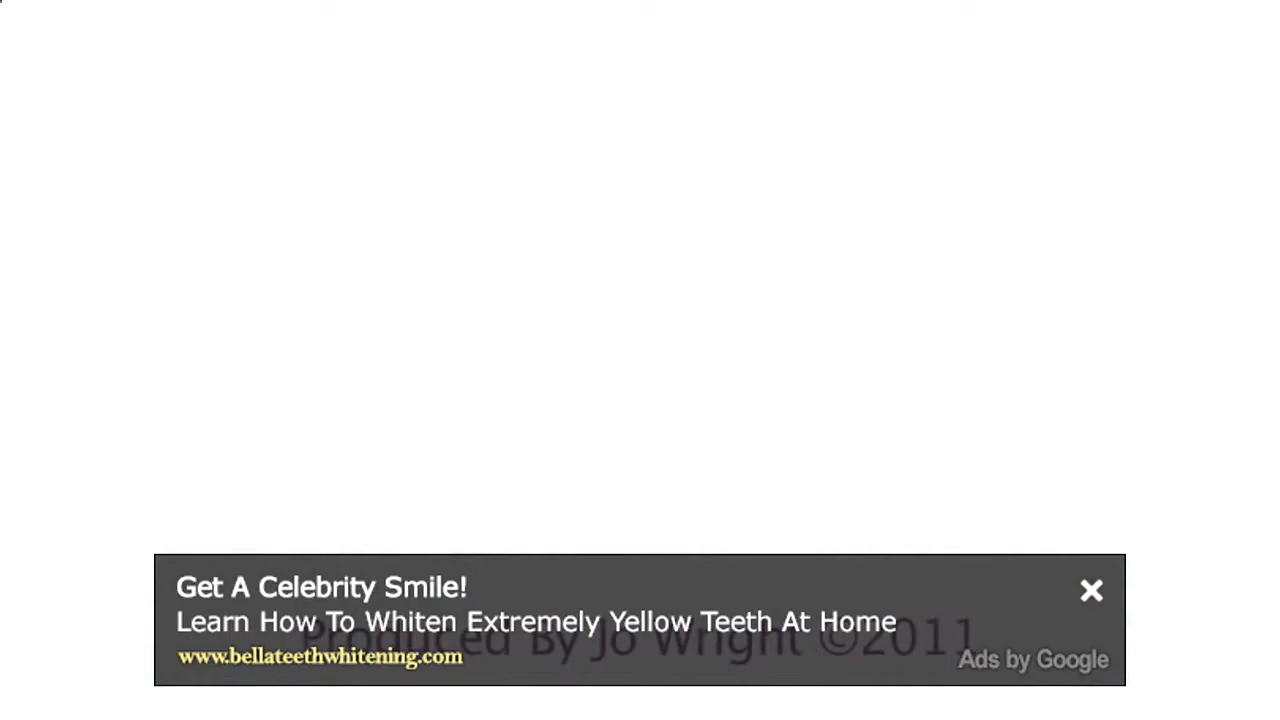 Get A Celebrity Smile!
Learn How To Whiten Extremely Yellow Teeth At Home
Produced By Jo Wright ©2011
www.bellateethwhitening.com
Ads by Google